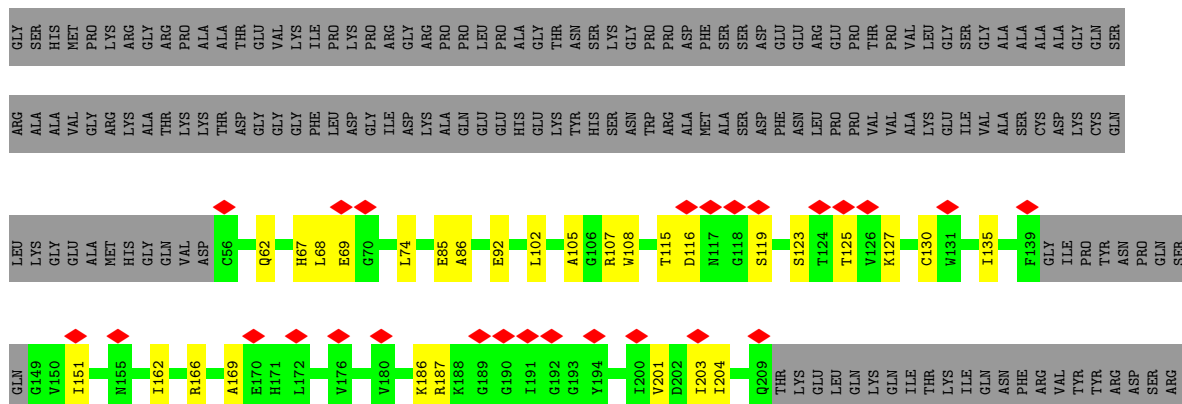 GLY SER HIS MET PRO LYS ARG GLY ARG PRO ALA ALA THR GLU VAL LYS ILE PRO LYS PRO ARG GLY ARG PRO PRO LEU PRO ALA GLY THR ASN SER LYS GLY PRO PRO ASP PHE SER SER ASP GLU GLU ARG GLU PRO THR PRO VAL LEU GLY SER GLY ALA ALA ALA ALA GLY GLN SER
ARG ALA ALA VAL GLY ARG LYS ALA THR LYS LYS THR ASP GLY GLY GLY PHE LEU ASP GLY ILE ASP LYS ALA GLN GLU GLU HIS GLU LYS TYR HIS SER ASN TRP ARG ALA MET ALA SER ASP PHE ASN LEU PRO PRO VAL VAL ALA LYS GLU ILE VAL ALA SER CYS ASP LYS CYS GLN
LEU LYS GLY GLU ALA MET HIS GLY GLN VAL ASP C56 Q62 H67 L68 E69 G70 L74 E85 A86 E92 L102 A105 G106 R107 W108 T115 D116 N117 G118 S119 S123 T124 T125 V126 K127 C130 W131 I135 F139 GLY ILE PRO TYR ASN PRO GLN SER
GLN G149 V150 I151 N155 I162 R166 A169 E170 H171 L172 V176 V180 K186 R187 K188 G189 G190 I191 G192 G193 Y194 I200 V201 D202 I203 I204 Q209 THR LYS GLU LEU GLN LYS GLN ILE THR LYS ILE GLN ASN PHE ARG VAL TYR TYR ARG ASP SER ARG